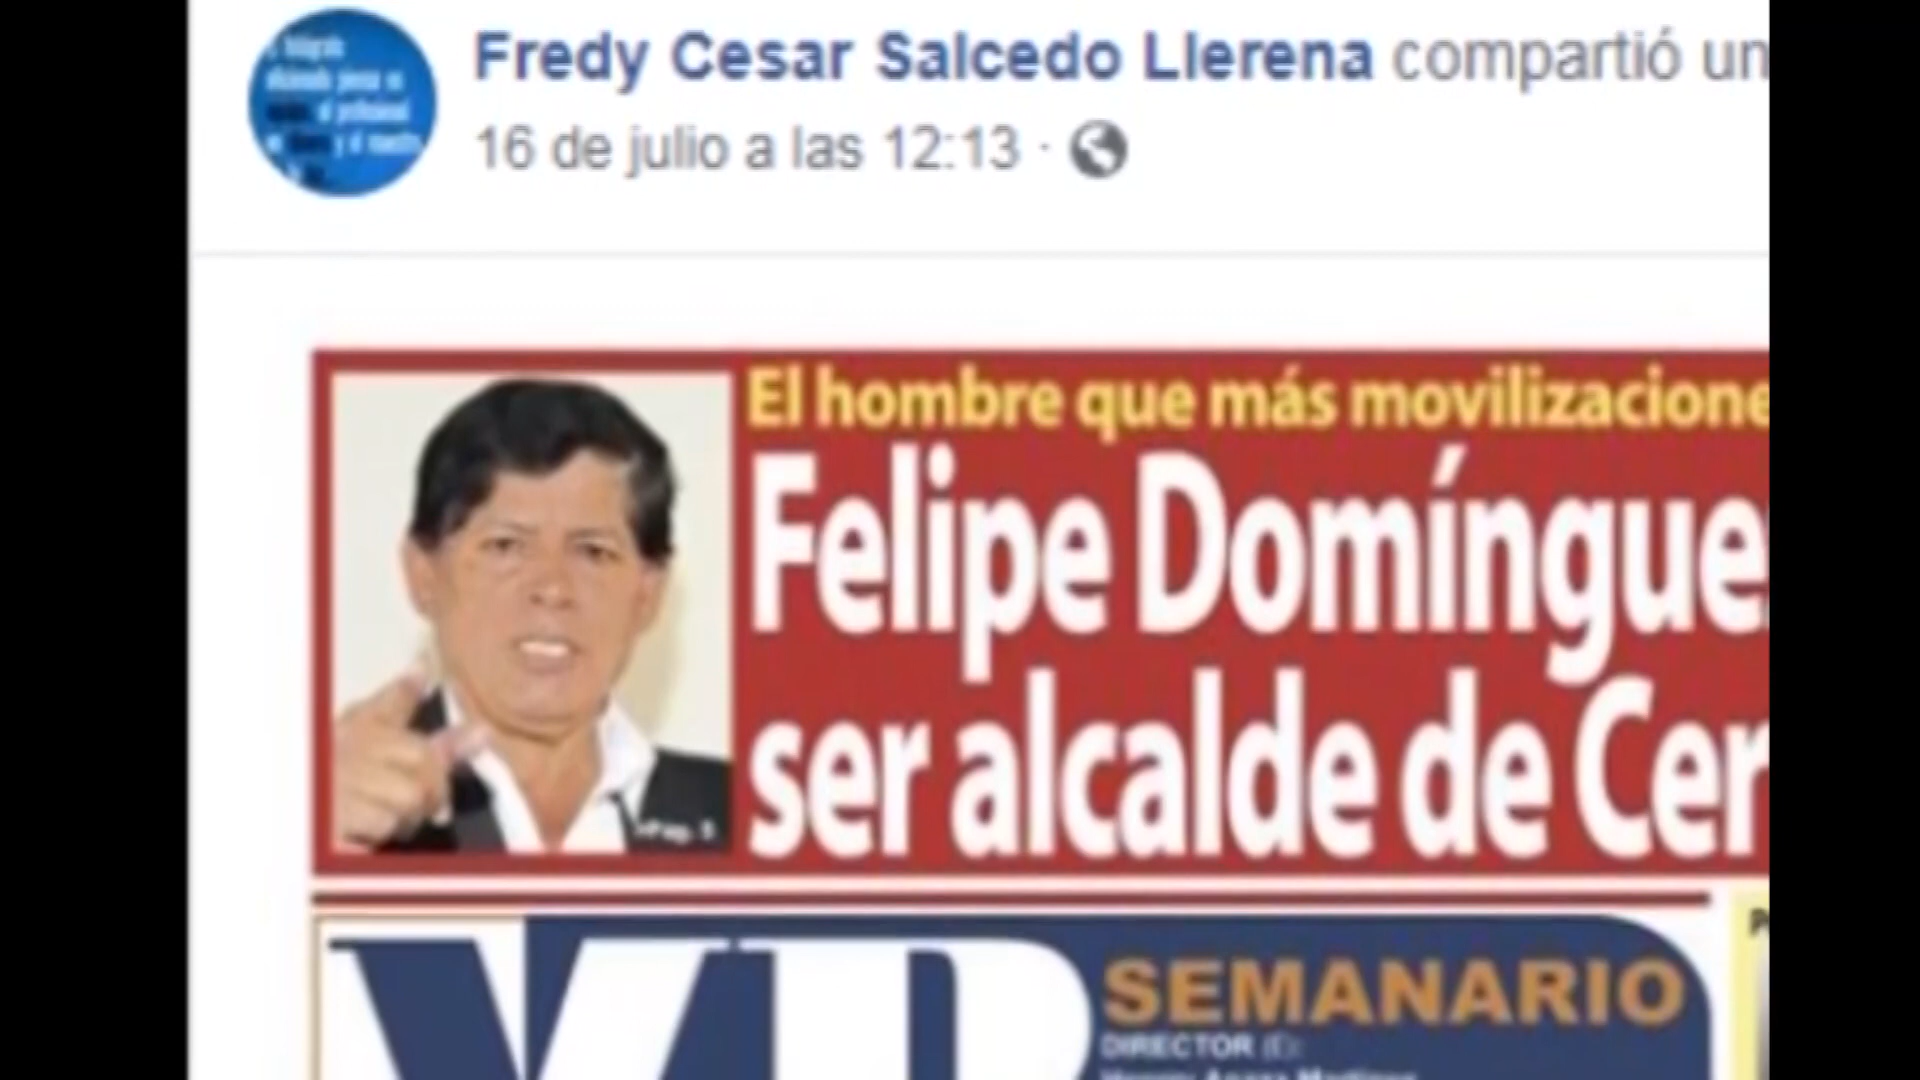 Fredy Cesar Salcedo Llerena compartió un
16 de julio a las 12:13 ·
El hombre que más movilizacione
Felipe Domíngue
ser alcalde de Cer
SEMANARIO
DIRECTOR (E):